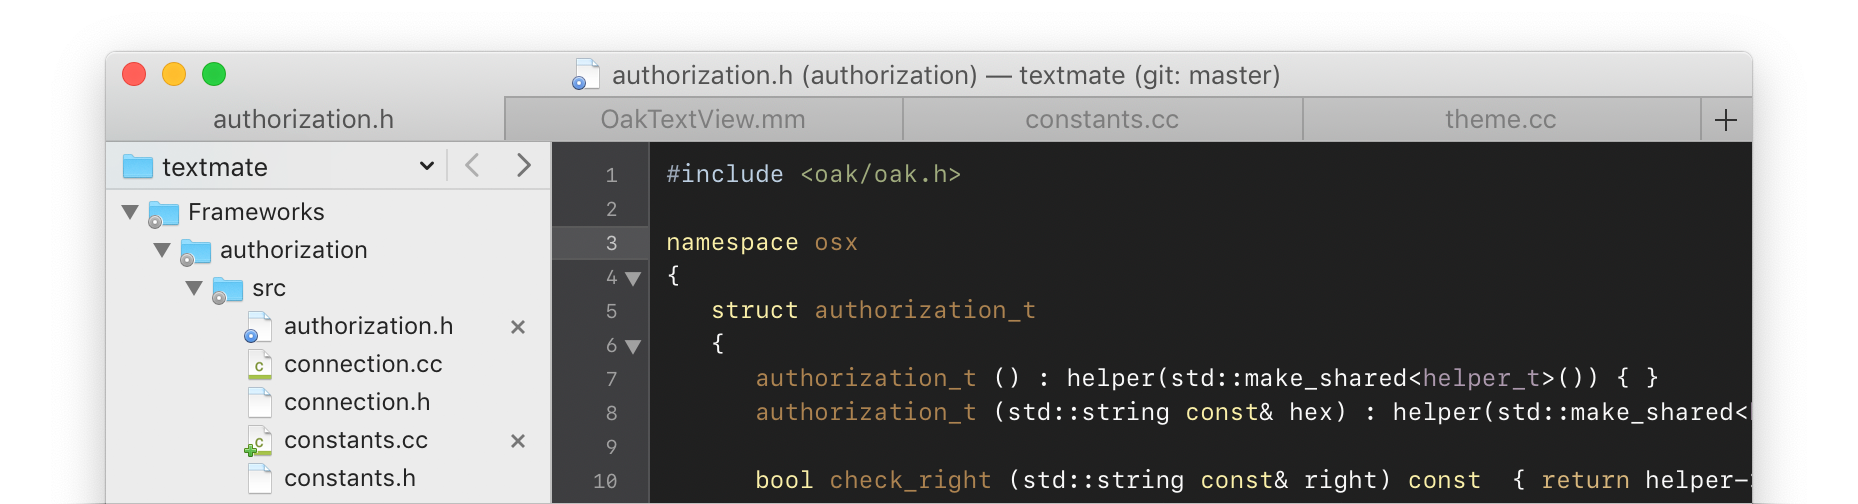 authorization.h (authorization) — textmate (git: master)
authorization.h OakTextView.mm constants.cc theme.cc +
textmate
Frameworks
authorization
src
authorization.h
connection.cc
connection.h
constants.cc
constants.h
1 #include <oak/oak.h>
2
3 namespace osx
4 {
5 struct authorization_t
6 {
7 authorization_t () : helper(std::make_shared<helper_t>()) { }
8 authorization_t (std::string const& hex) : helper(std::make_shared<
9
10 bool check_right (std::string const& right) const { return helper-